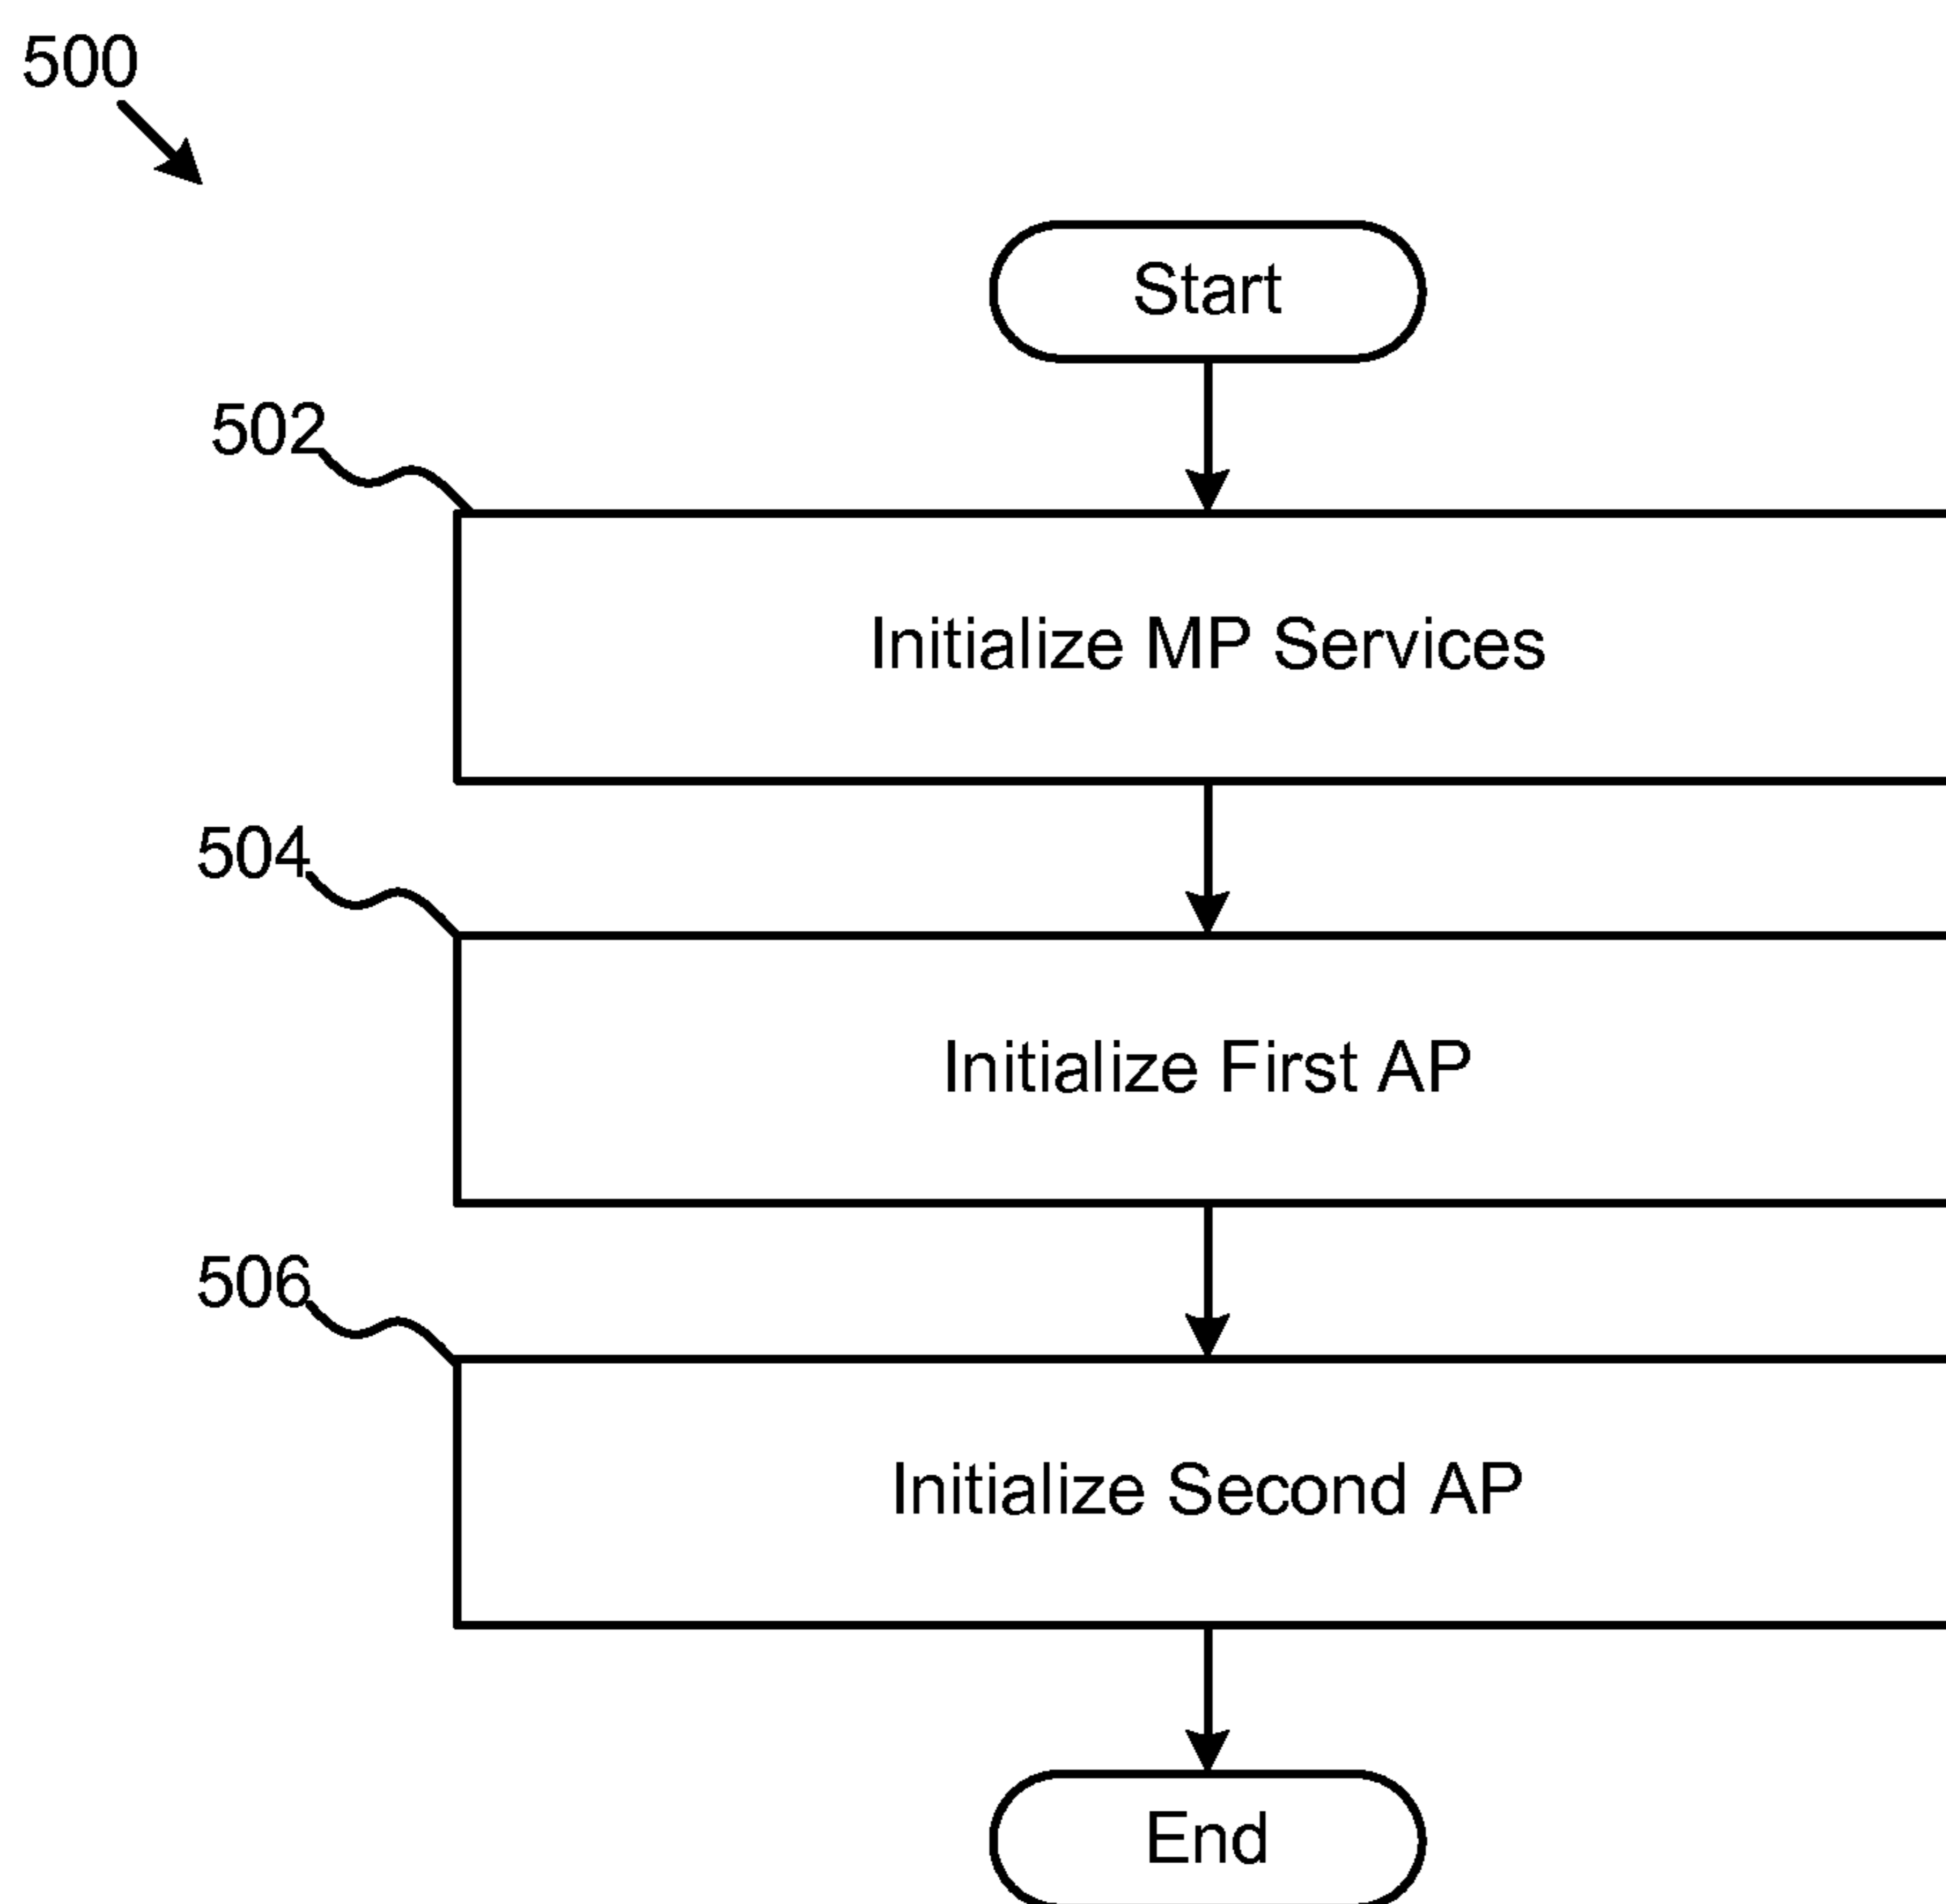 500
Start
502
Initialize MP Services
504
Initialize First AP
506
Initialize Second AP
End